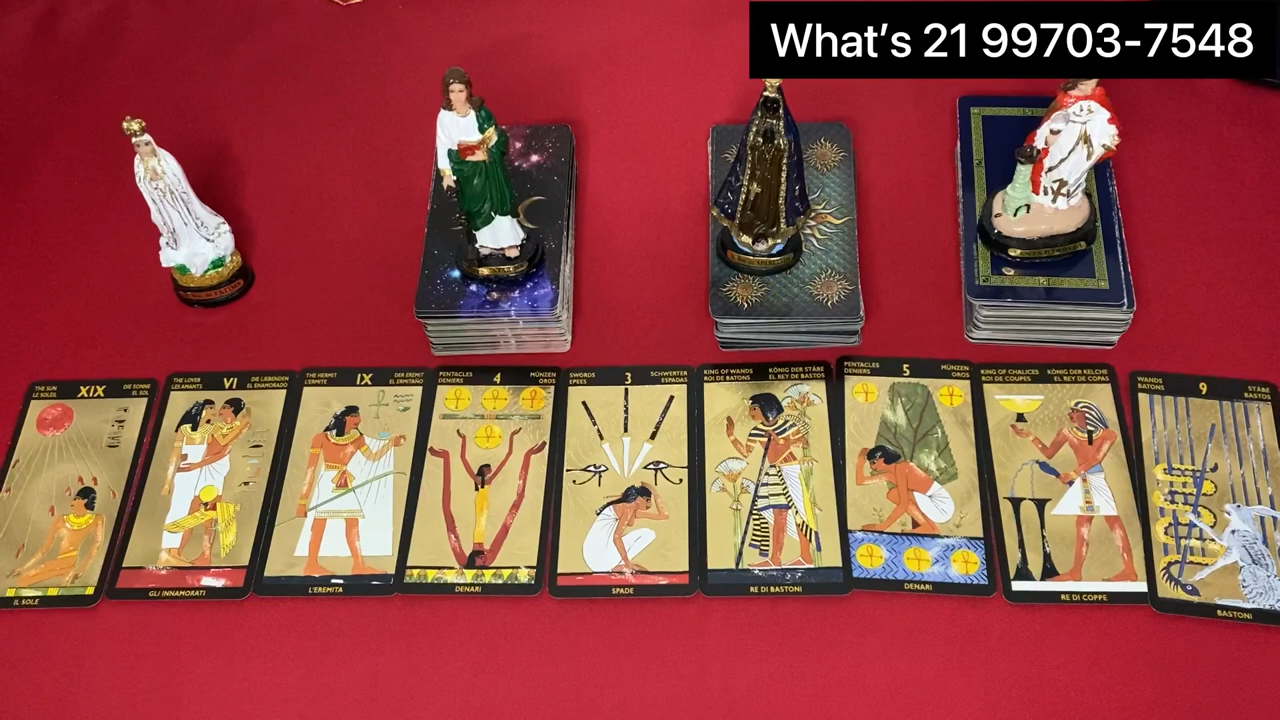 What's 21 99703-7548
THE SUN
LE SOLEIL
XIX
DIE SONNE
EL SOL
IL SOLE
THE LOVER
LES AMANTS
VI
DIE LIEBENDEN
EL ENAMORADO
GLI INNAMORATI
THE HERMIT
L'ERMITE
IX
DER EREMIT
EL ERMITAÑO
L'EREMITA
PENTACLES
DENIERS
4
MÜNZEN
OROS
DENARI
SWORDS
EPEES
3
SCHWERTER
ESPADAS
SPADE
KING OF WANDS
ROI DE BATONS
KÖNIG DER STÄBE
EL REY DE BASTOS
RE DI BASTONI
PENTACLES
DENIERS
5
MÜNZEN
OROS
DENARI
KING OF CHALICES
ROI DE COUPES
KÖNIG DER KELCHE
EL REY DE COPAS
RE DI COPPE
WANDS
BATONS
9
STÄBE
BASTOS
BASTONI